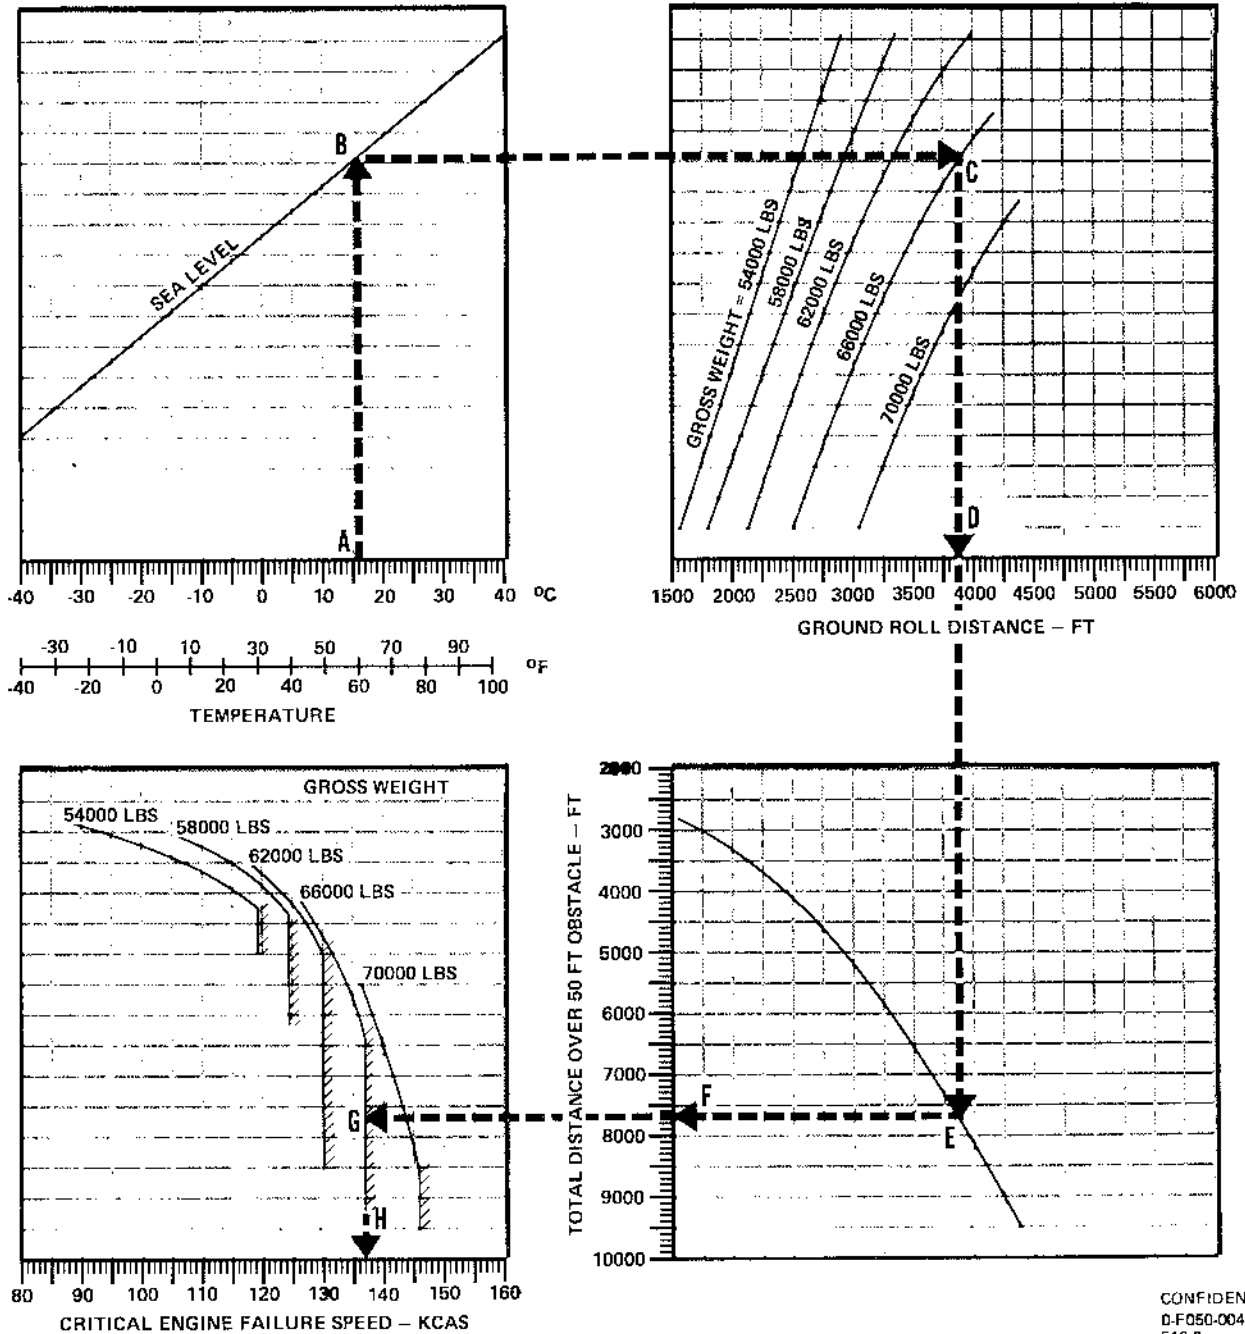 B
SEA LEVEL
A
-40 -30 -20 -10 0 10 20 30 40 °C
-30 -10 10 30 50 70 90
-40 -20 0 20 40 60 80 100 °F
TEMPERATURE
C
GROSS WEIGHT = 54000 LBS
58000 LBS
62000 LBS
66000 LBS
70000 LBS
D
1500 2000 2500 3000 3500 4000 4500 5000 5500 6000
GROUND ROLL DISTANCE – FT
GROSS WEIGHT
54000 LBS
58000 LBS
62000 LBS
66000 LBS
70000 LBS
G
H
80 90 100 110 120 130 140 150 160
CRITICAL ENGINE FAILURE SPEED – KCAS
TOTAL DISTANCE OVER 50 FT OBSTACLE – FT
3000
4000
5000
6000
7000
8000
9000
10000
F
E
CONFIDEN
D-F050-004